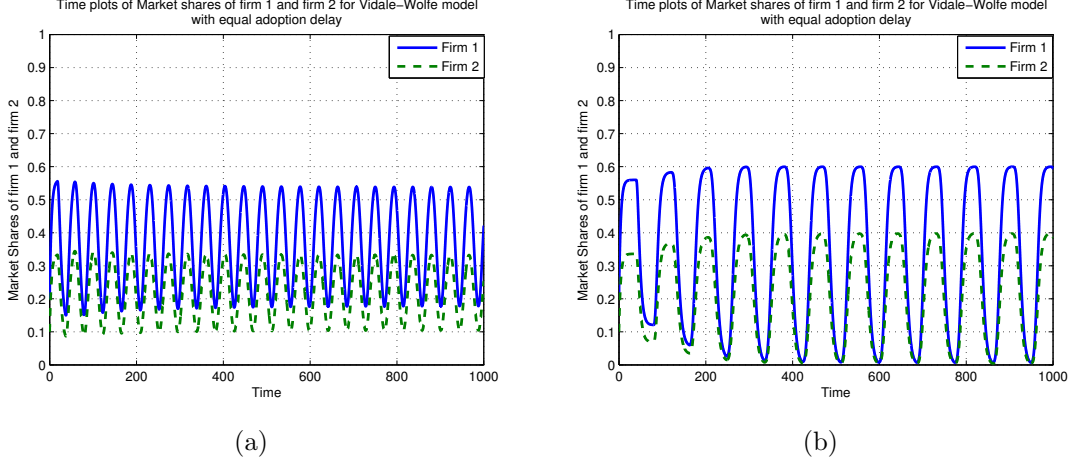 Time plots of Market shares of firm 1 and firm 2 for Vidale−Wolfe model
with equal adoption delay
Market Shares of firm 1 and firm 2
1
0.9
0.8
0.7
0.6
0.5
0.4
0.3
0.2
0.1
0
0 200 400 600 800 1000
Time
Firm 1
Firm 2
(a)
Time plots of Market shares of firm 1 and firm 2 for Vidale−Wolfe model
with equal adoption delay
Market Shares of firm 1 and firm 2
1
0.9
0.8
0.7
0.6
0.5
0.4
0.3
0.2
0.1
0
0 200 400 600 800 1000
Time
Firm 1
Firm 2
(b)